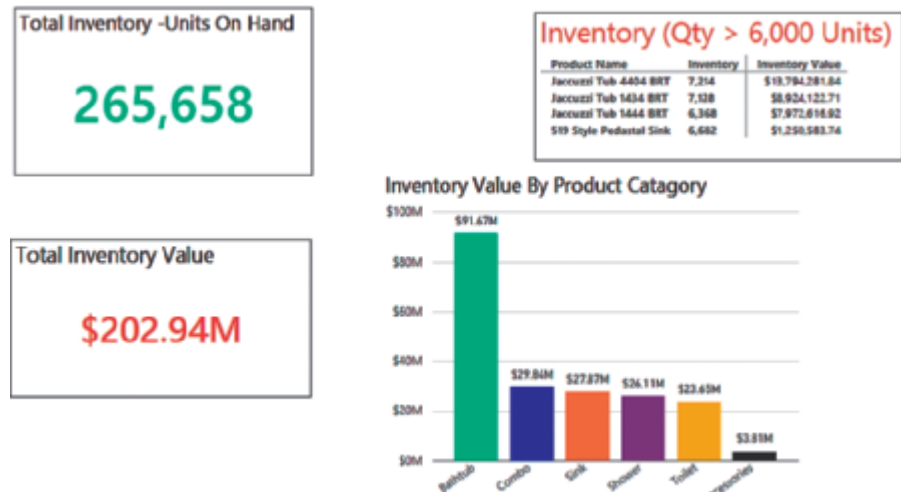 Total Inventory -Units On Hand
265,658
Inventory (Qty > 6,000 Units)
Product Name Inventory Inventory Value
Jaccuzzi Tub 4404 BRT 7,214 $13,794,281.84
Jaccuzzi Tub 1434 BRT 7,128 $8,924,122.71
Jaccuzzi Tub 1444 BRT 6,368 $7,972,616.92
519 Style Pedastal Sink 6,662 $1,250,583.74
Total Inventory Value
$202.94M
Inventory Value By Product Catagory
$100M
$80M
$60M
$40M
$20M
$0M
$91.67M
$29.84M
$27.87M
$26.11M
$23.65M
$3.81M
Bathtub
Combo
Sink
Shower
Toilet